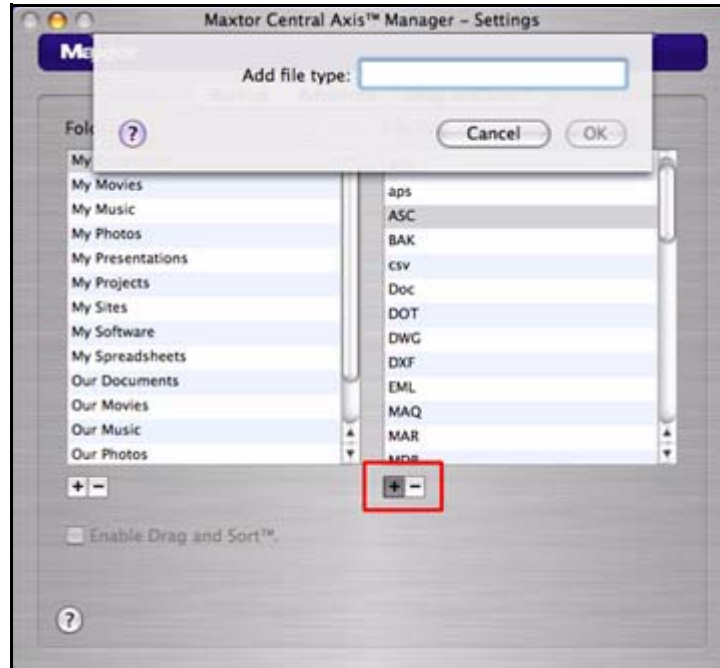 Maxtor Central Axis™ Manager – Settings
Add file type:
?
Cancel
OK
My Movies
My Music
My Photos
My Presentations
My Projects
My Sites
My Software
My Spreadsheets
Our Documents
Our Movies
Our Music
Our Photos
+ −
aps
ASC
BAK
csv
Doc
DOT
DWG
DXF
EML
MAQ
MAR
MDB
+ −
Enable Drag and Sort™.
?